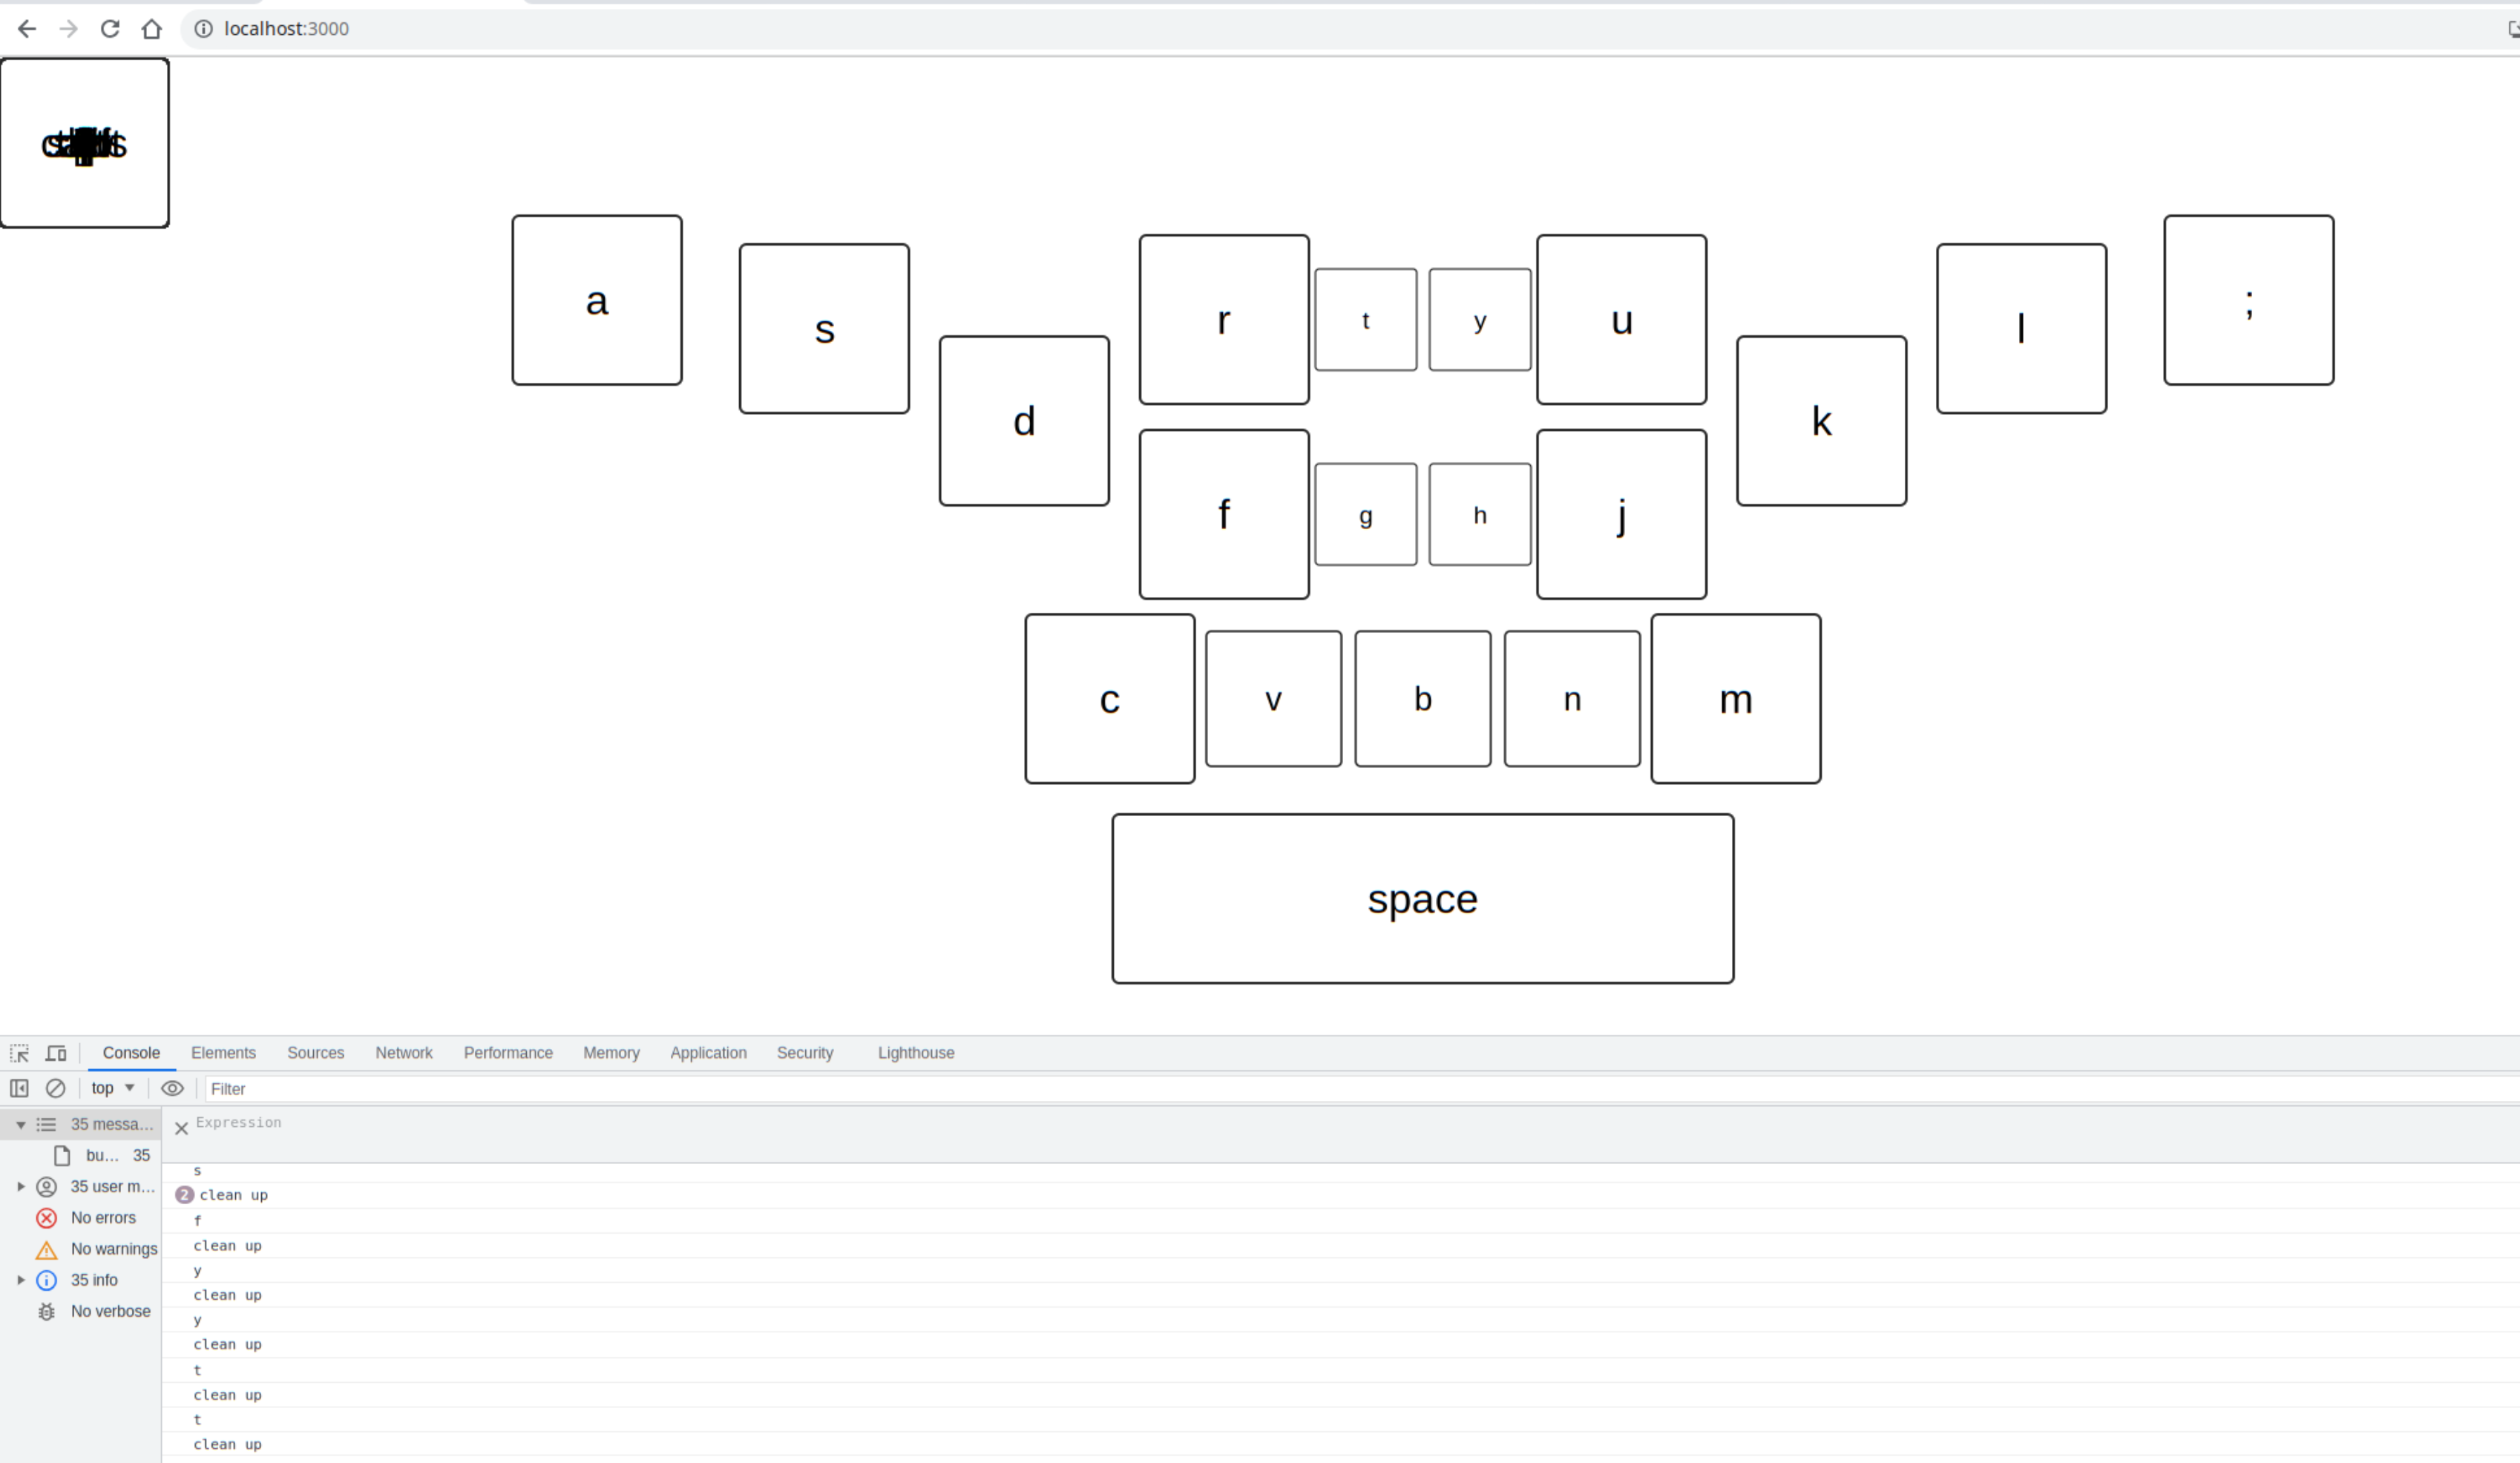 localhost:3000
a
s
d
r
t
y
u
k
l
;
f
g
h
j
c
v
b
n
m
space
Console Elements Sources Network Performance Memory Application Security Lighthouse
top Filter
35 messa...
bu... 35
35 user m...
No errors
No warnings
35 info
No verbose
Expression
s
2 clean up
f
clean up
y
clean up
y
clean up
t
clean up
t
clean up